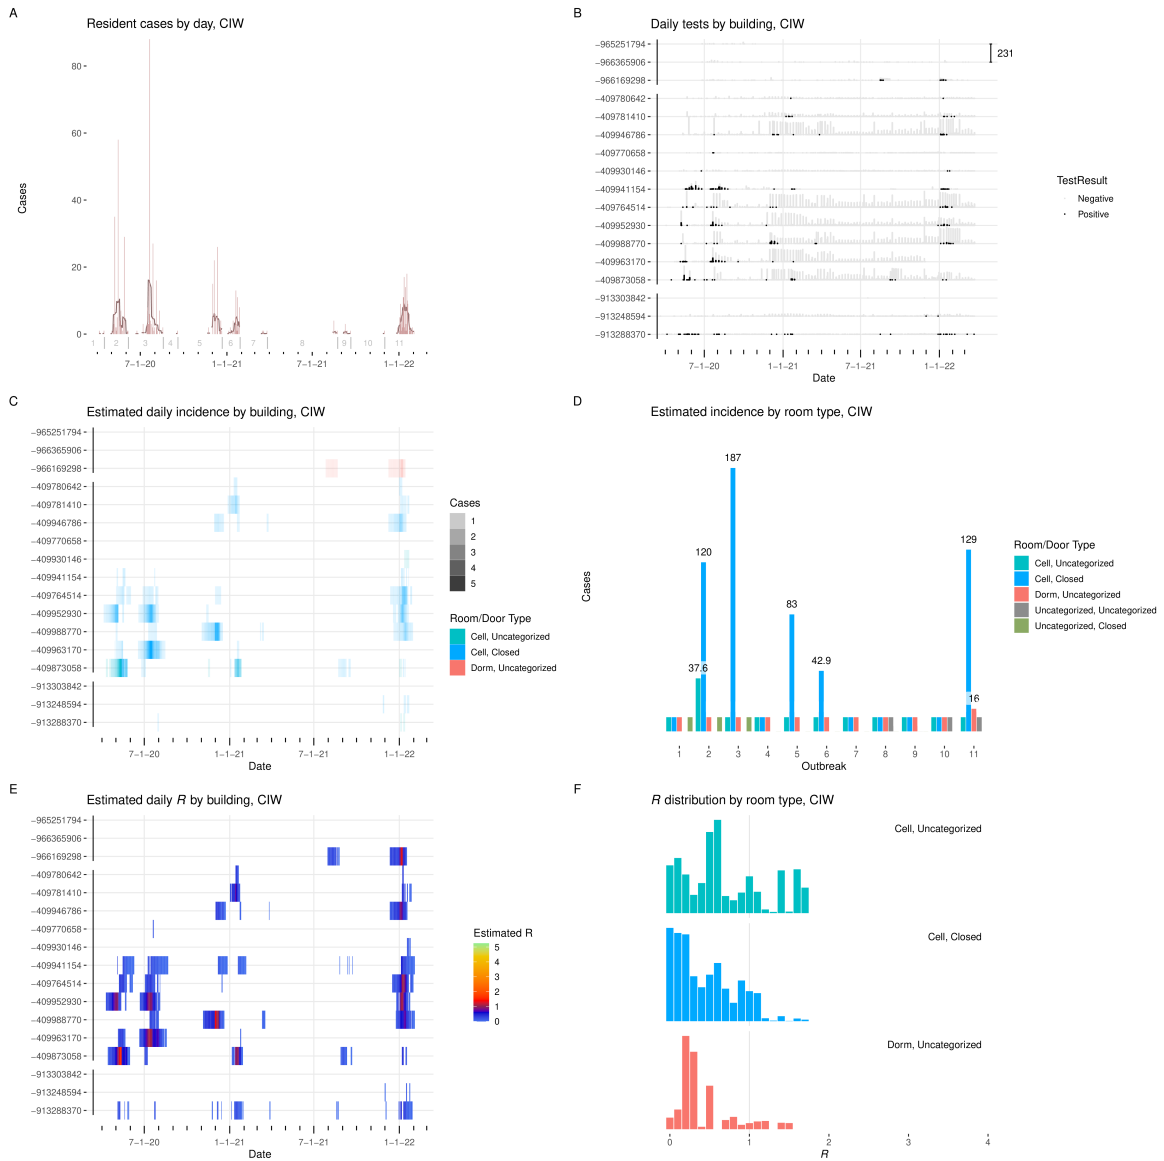 A
Resident cases by day, CIW
Cases
80
60
40
20
0
1 2 3 4 5 6 7 8 9 10 11
7-1-20 1-1-21 7-1-21 1-1-22
B
Daily tests by building, CIW
-965251794
-966365906
-966169298
-409780642
-409781410
-409946786
-409770658
-409930146
-409941154
-409764514
-409952930
-409988770
-409963170
-409873058
-913303842
-913248594
-913288370
231
7-1-20 1-1-21 7-1-21 1-1-22
Date
TestResult
Negative
Positive
C
Estimated daily incidence by building, CIW
-965251794
-966365906
-966169298
-409780642
-409781410
-409946786
-409770658
-409930146
-409941154
-409764514
-409952930
-409988770
-409963170
-409873058
-913303842
-913248594
-913288370
7-1-20 1-1-21 7-1-21 1-1-22
Date
Cases
1
2
3
4
5
Room/Door Type
Cell, Uncategorized
Cell, Closed
Dorm, Uncategorized
D
Estimated incidence by room type, CIW
Cases
37.6
120
187
83
42.9
129
16
1 2 3 4 5 6 7 8 9 10 11
Outbreak
Room/Door Type
Cell, Uncategorized
Cell, Closed
Dorm, Uncategorized
Uncategorized, Uncategorized
Uncategorized, Closed
E
Estimated daily R by building, CIW
-965251794
-966365906
-966169298
-409780642
-409781410
-409946786
-409770658
-409930146
-409941154
-409764514
-409952930
-409988770
-409963170
-409873058
-913303842
-913248594
-913288370
7-1-20 1-1-21 7-1-21 1-1-22
Date
Estimated R
5
4
3
2
1
0
F
R distribution by room type, CIW
Cell, Uncategorized
Cell, Closed
Dorm, Uncategorized
0 1 2 3 4
R